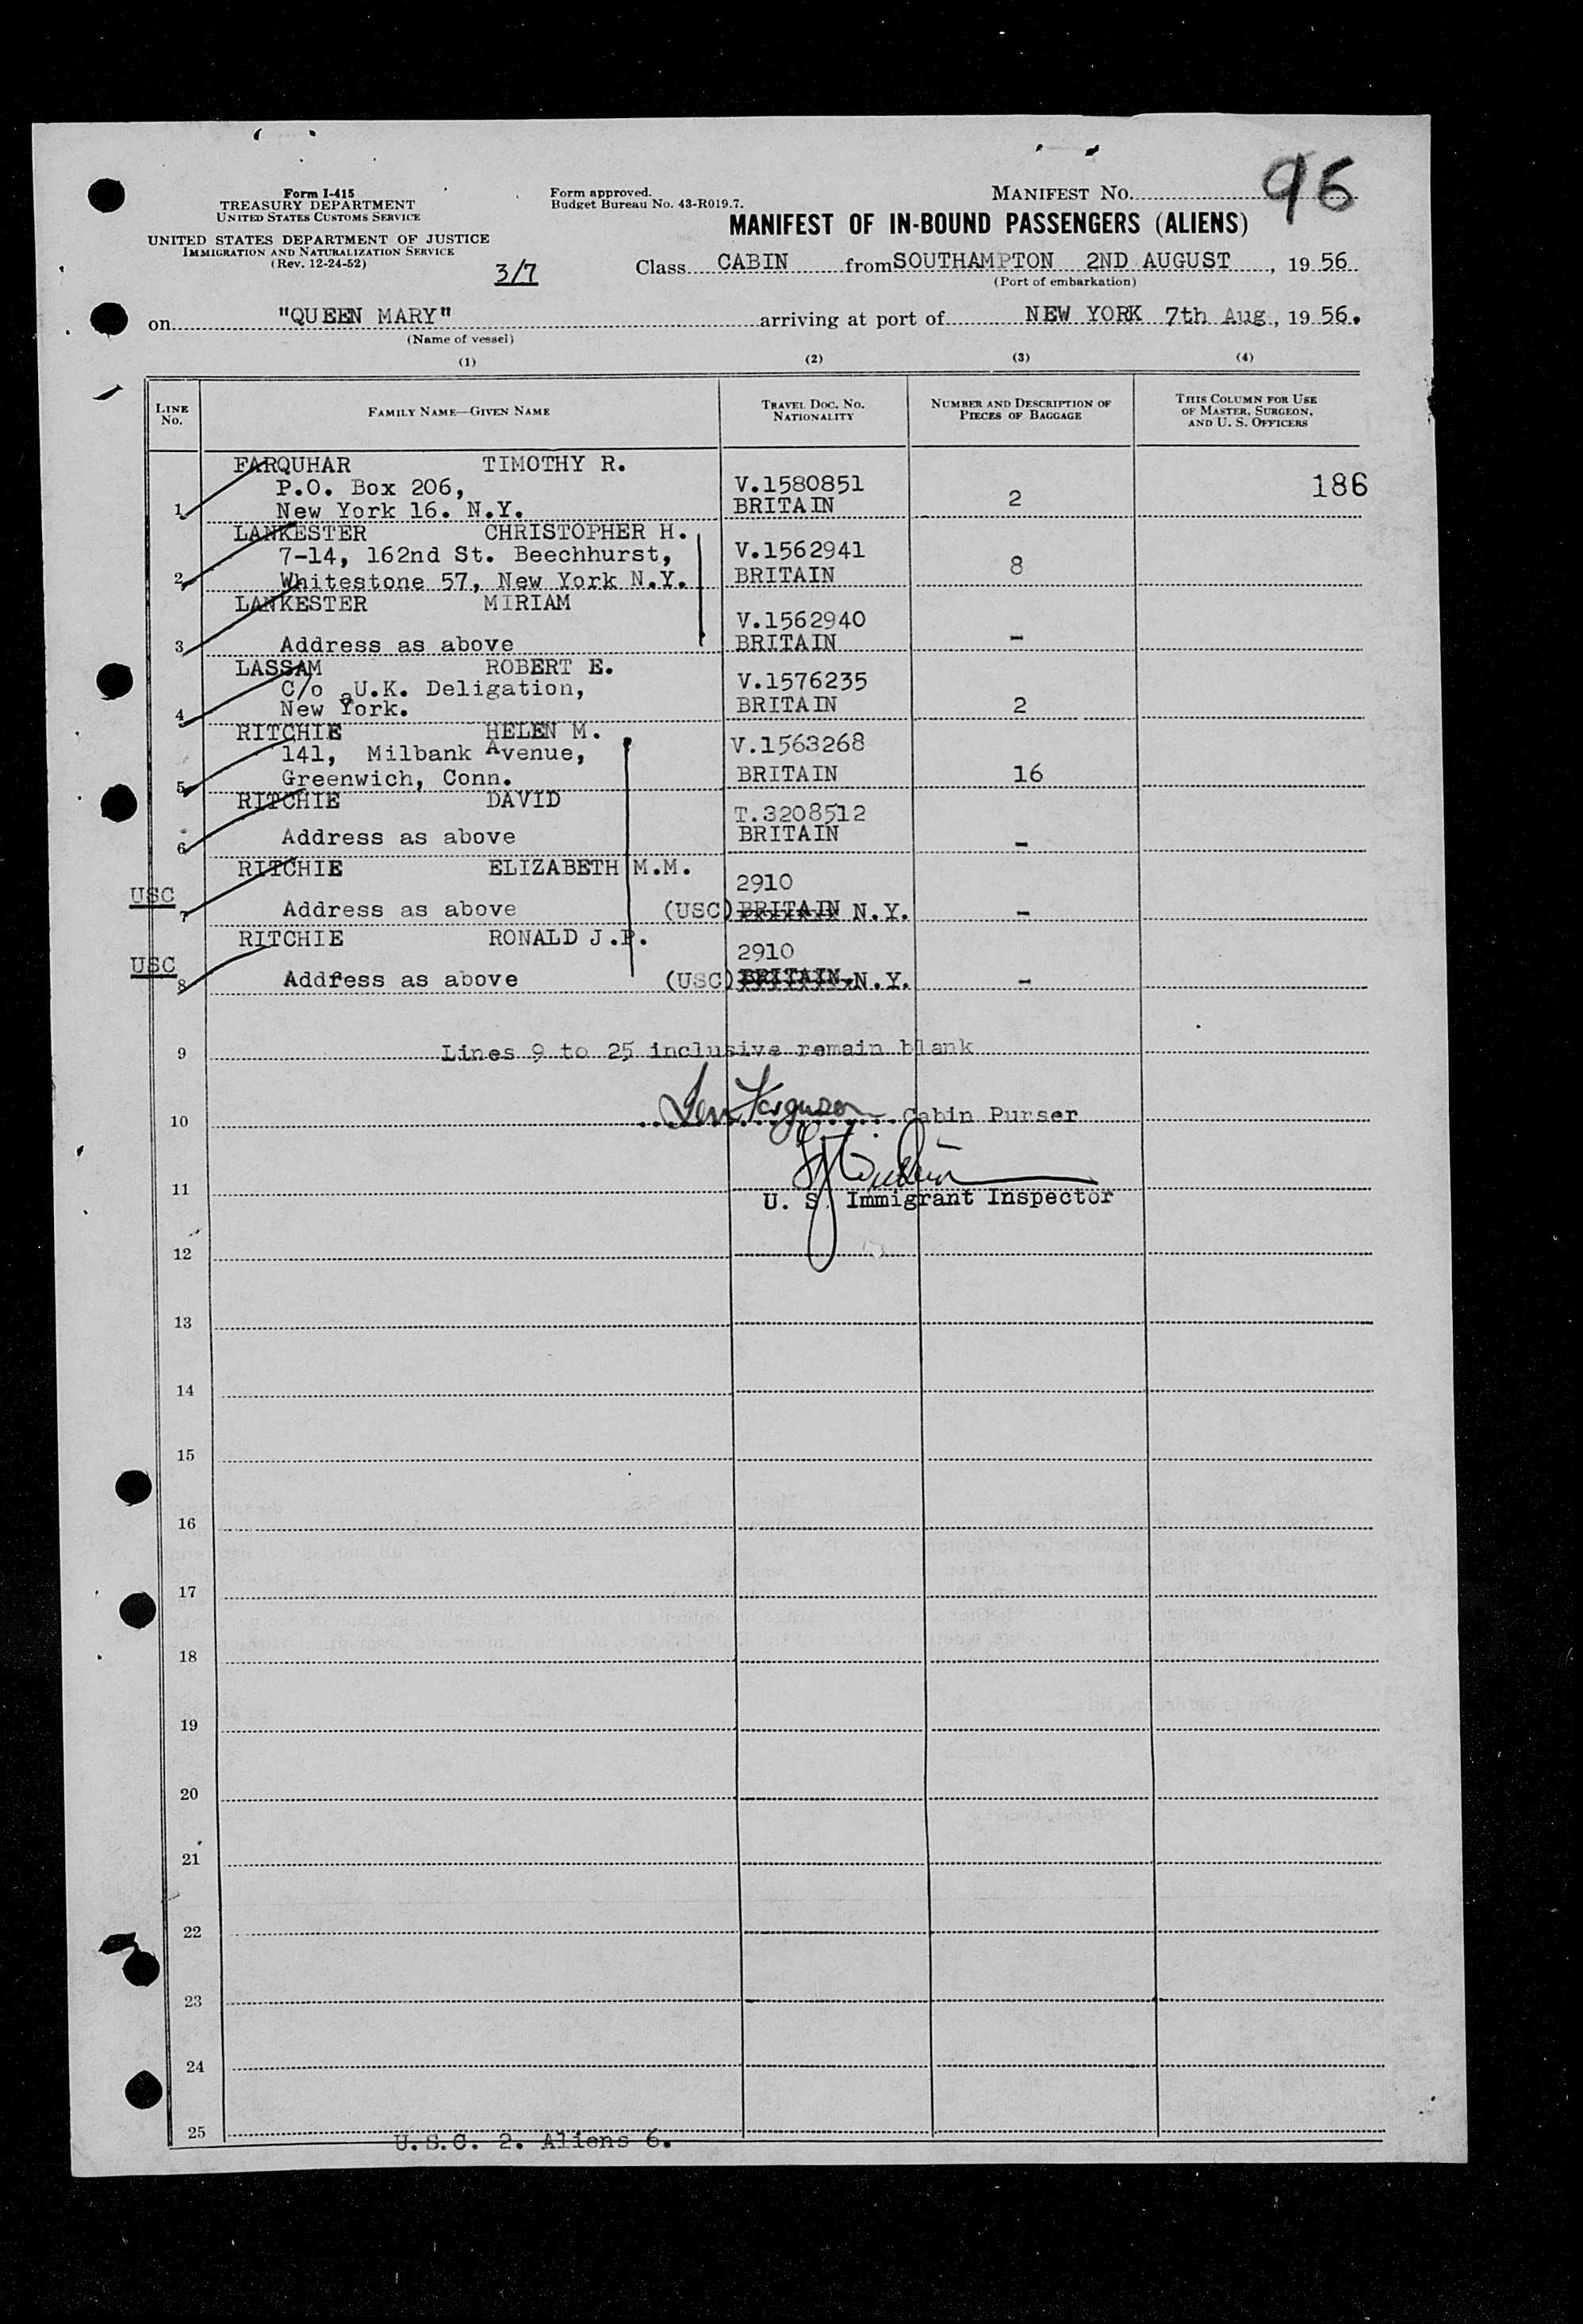 96
Form I-415
TREASURY DEPARTMENT
UNITED STATES CUSTOMS SERVICE
UNITED STATES DEPARTMENT OF JUSTICE
IMMIGRATION AND NATURALIZATION SERVICE
(Rev. 12-24-52)
3/7
Form approved.
Budget Bureau No. 43-R019.7.
MANIFEST No.
MANIFEST OF IN-BOUND PASSENGERS (ALIENS)
Class CABIN from SOUTHAMPTON 2ND AUGUST, 19 56
(Port of embarkation)
on "QUEEN MARY" arriving at port of NEW YORK 7th Aug, 19 56.
(Name of vessel)
(1) (2) (3) (4)
LINE No.
FAMILY NAME—GIVEN NAME
TRAVEL DOC. NO. NATIONALITY
NUMBER AND DESCRIPTION OF PIECES OF BAGGAGE
THIS COLUMN FOR USE OF MASTER, SURGEON, AND U. S. OFFICERS
FARQUHAR TIMOTHY R.
P.O. Box 206, V.1580851 186
1 New York 16. N.Y. BRITAIN 2
LANKESTER CHRISTOPHER H.
7-14, 162nd St. Beechhurst, V.1562941
2 Whitestone 57, New York N.Y. BRITAIN 8
LANKESTER MIRIAM
V.1562940
3 Address as above BRITAIN -
LASSAM ROBERT E.
C/o U.K. Deligation, V.1576235
4 New York. BRITAIN 2
RITCHIE HELEN M.
141, Milbank Avenue, V.1563268
5 Greenwich, Conn. BRITAIN 16
RITCHIE DAVID
T.3208512
6 Address as above BRITAIN -
RITCHIE ELIZABETH M.M.
USC 2910
7 Address as above (USC) BRITAIN N.Y. -
RITCHIE RONALD J.P.
USC 2910
8 Address as above (USC) BRITAIN. N.Y. -
9 Lines 9 to 25 inclusive remain blank
10 Ferguson Cabin Purser
11
U. S. Immigrant Inspector
12
13
14
15
16
17
18
19
20
21
22
23
24
25
U.S.C. 2. Aliens 6.